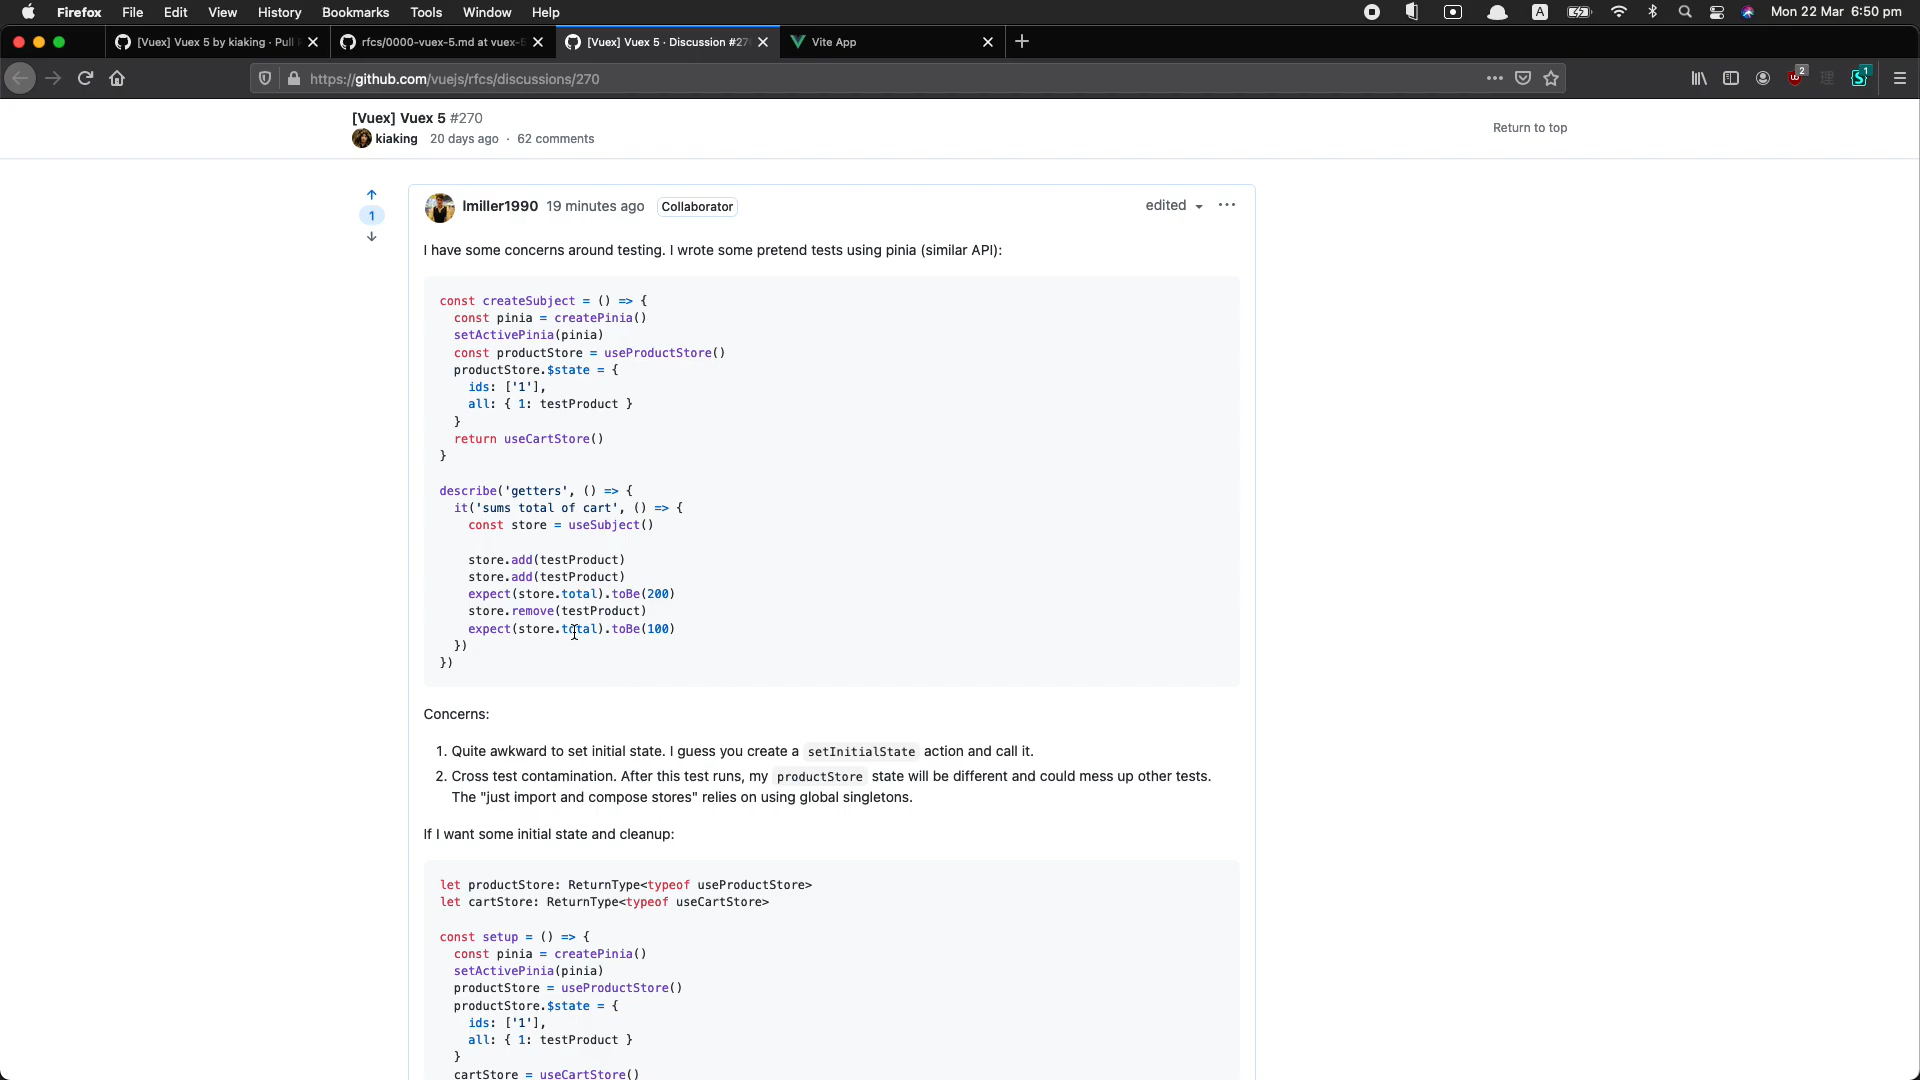 Firefox File Edit View History Bookmarks Tools Window Help
A
Mon 22 Mar 6:50 pm
[Vuex] Vuex 5 by kiaking · Pull
rfcs/0000-vuex-5.md at vuex-5
[Vuex] Vuex 5 · Discussion #27
Vite App
https://github.com/vuejs/rfcs/discussions/270
2
1
[Vuex] Vuex 5 #270
kiaking 20 days ago · 62 comments
Return to top
1
lmiller1990 19 minutes ago Collaborator
edited
I have some concerns around testing. I wrote some pretend tests using pinia (similar API):
const createSubject = () => {
  const pinia = createPinia()
  setActivePinia(pinia)
  const productStore = useProductStore()
  productStore.$state = {
    ids: ['1'],
    all: { 1: testProduct }
  }
  return useCartStore()
}
describe('getters', () => {
  it('sums total of cart', () => {
    const store = useSubject()
    store.add(testProduct)
    store.add(testProduct)
    expect(store.total).toBe(200)
    store.remove(testProduct)
    expect(store.total).toBe(100)
  })
})
Concerns:
1. Quite awkward to set initial state. I guess you create a setInitialState action and call it.
2. Cross test contamination. After this test runs, my productStore state will be different and could mess up other tests.
The "just import and compose stores" relies on using global singletons.
If I want some initial state and cleanup:
let productStore: ReturnType<typeof useProductStore>
let cartStore: ReturnType<typeof useCartStore>
const setup = () => {
  const pinia = createPinia()
  setActivePinia(pinia)
  productStore = useProductStore()
  productStore.$state = {
    ids: ['1'],
    all: { 1: testProduct }
  }
  cartStore = useCartStore()